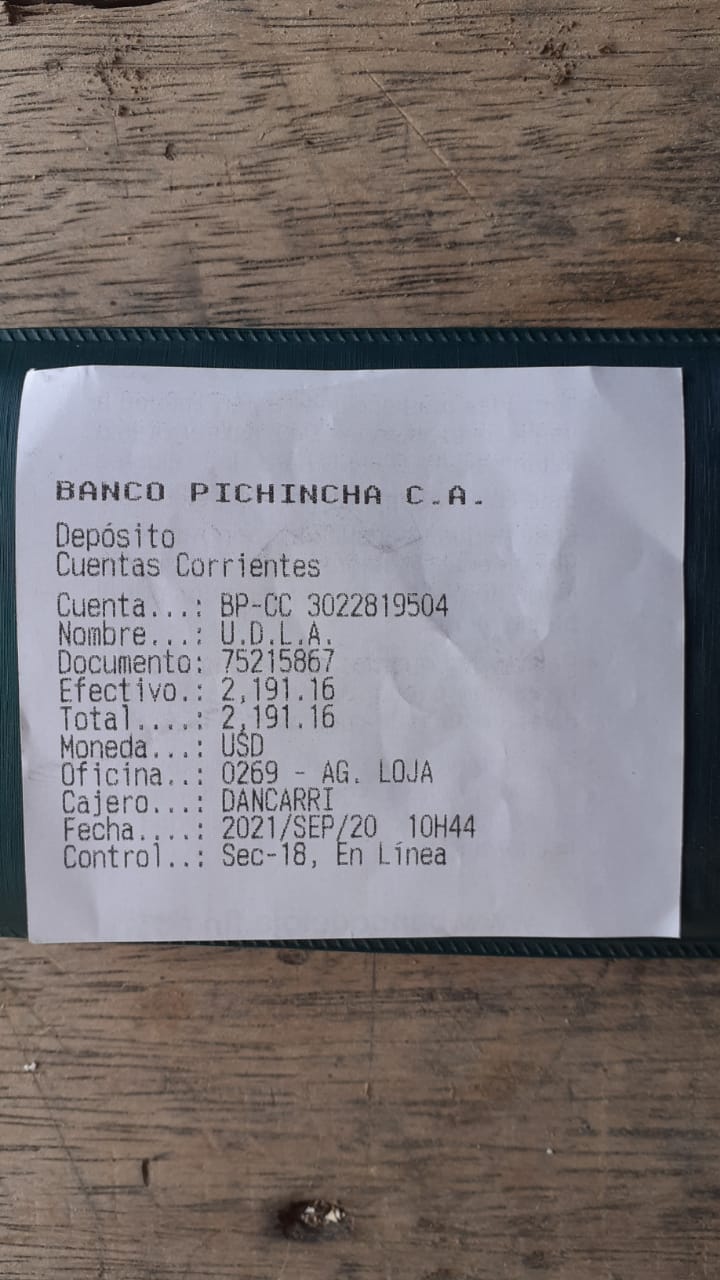 BANCO PICHINCHA C.A.
Depósito
Cuentas Corrientes
Cuenta...: BP-CC 3022819504
Nombre...: U.D.L.A.
Documento: 75215867
Efectivo.: 2,191.16
Total....: 2,191.16
Moneda...: USD
Oficina..: 0269 - AG. LOJA
Cajero...: DANCARRI
Fecha....: 2021/SEP/20  10H44
Control..: Sec-18, En Línea